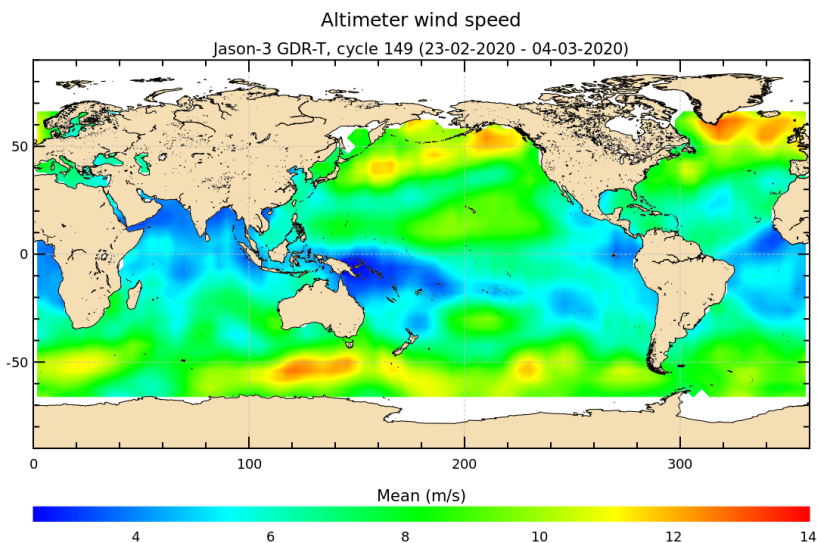 Altimeter wind speed
Jason-3 GDR-T, cycle 149 (23-02-2020 - 04-03-2020)
50
0
-50
0 100 200 300
Mean (m/s)
4 6 8 10 12 14